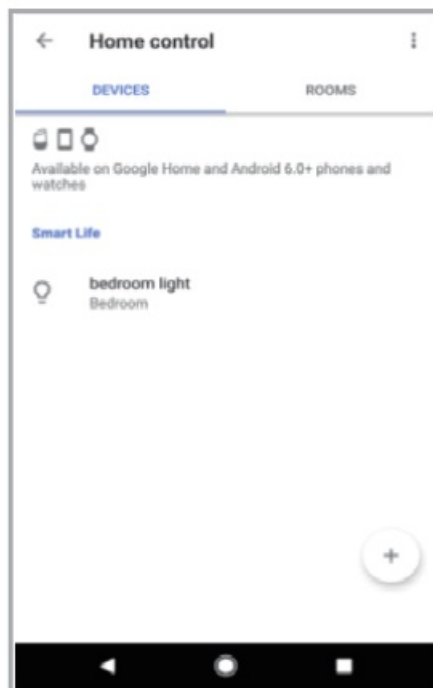 Home control
DEVICES ROOMS
Available on Google Home and Android 6.0+ phones and
watches
Smart Life
bedroom light
Bedroom